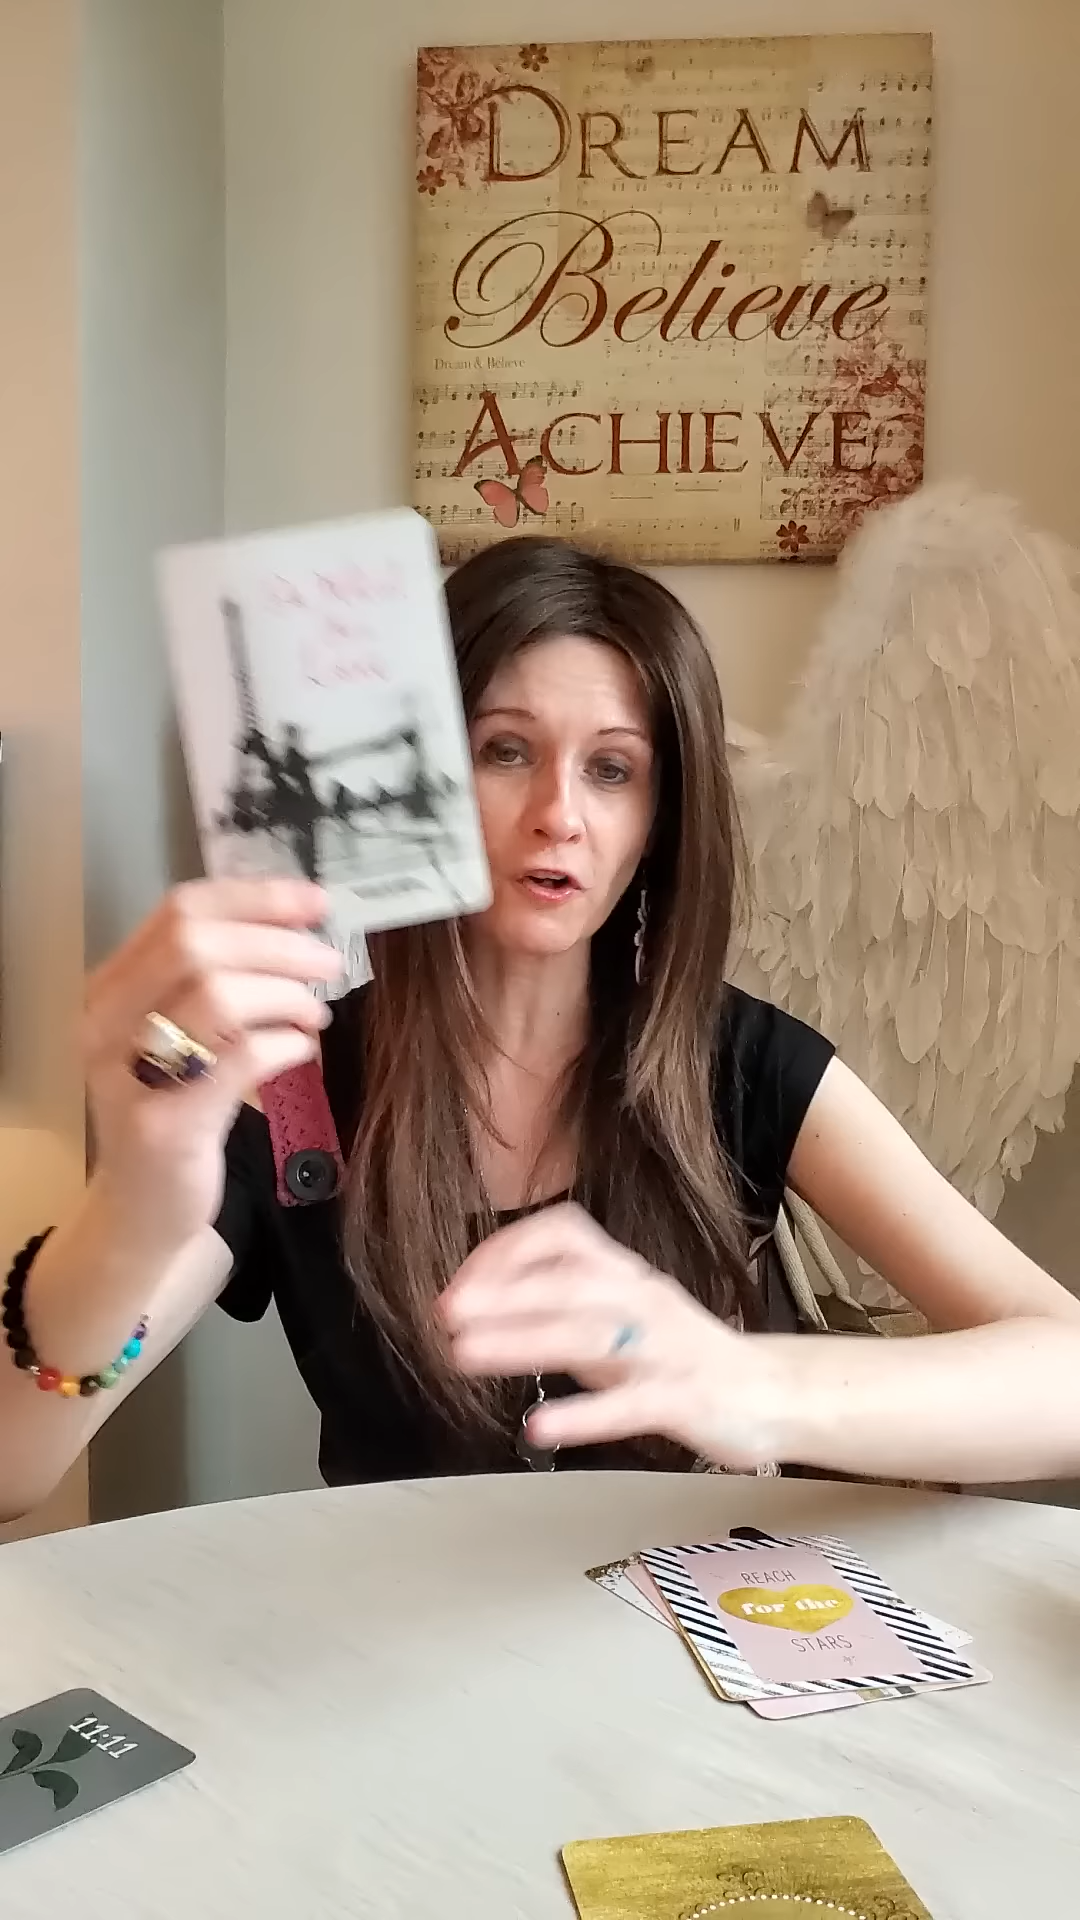 DREAM
Believe
Dream & Believe
ACHIEVE
REACH
for the
STARS
11:11